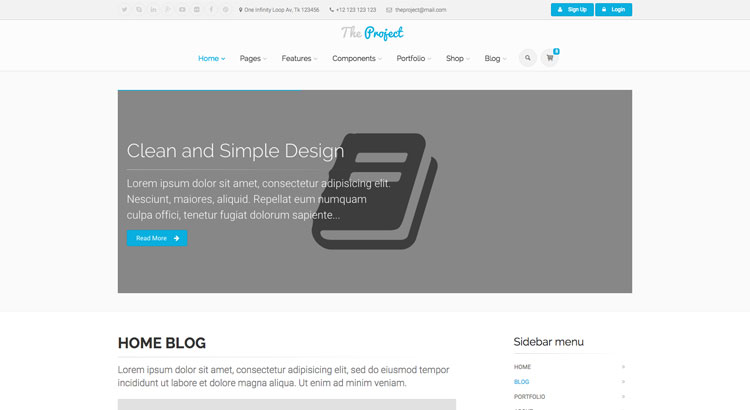 One Infinity Loop Av, Tk 123456 +12 123 123 123 theproject@mail.com Sign Up Login
The Project
Home Pages Features Components Portfolio Shop Blog 8
Clean and Simple Design
Lorem ipsum dolor sit amet, consectetur adipisicing elit.
Nesciunt, maiores, aliquid. Repellat eum numquam
culpa offici, tenetur fugiat dolorum sapiente...
Read More
HOME BLOG
Lorem ipsum dolor sit amet, consectetur adipisicing elit, sed do eiusmod tempor
incididunt ut labore et dolore magna aliqua. Ut enim ad minim veniam.
Sidebar menu
HOME
BLOG
PORTFOLIO